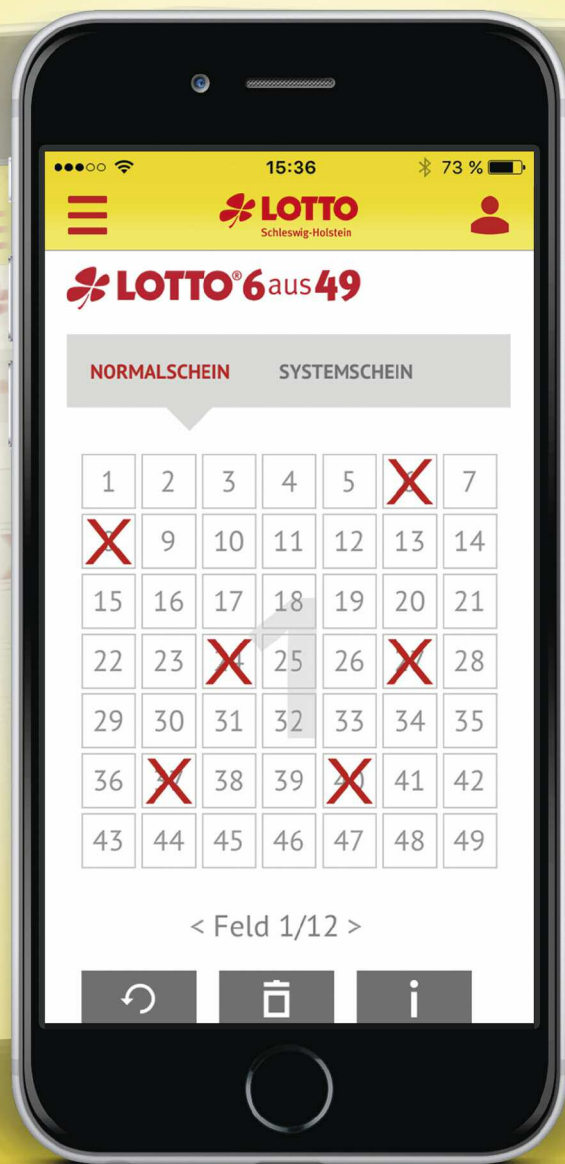 15:36 73 %
LOTTO
Schleswig-Holstein
LOTTO® 6aus49
NORMALSCHEIN SYSTEMSCHEIN
1 2 3 4 5 7
9 10 11 12 13 14
15 16 17 18 19 20 21
22 23 25 26 28
29 30 31 32 33 34 35
36 38 39 41 42
43 44 45 46 47 48 49
1
< Feld 1/12 >
i